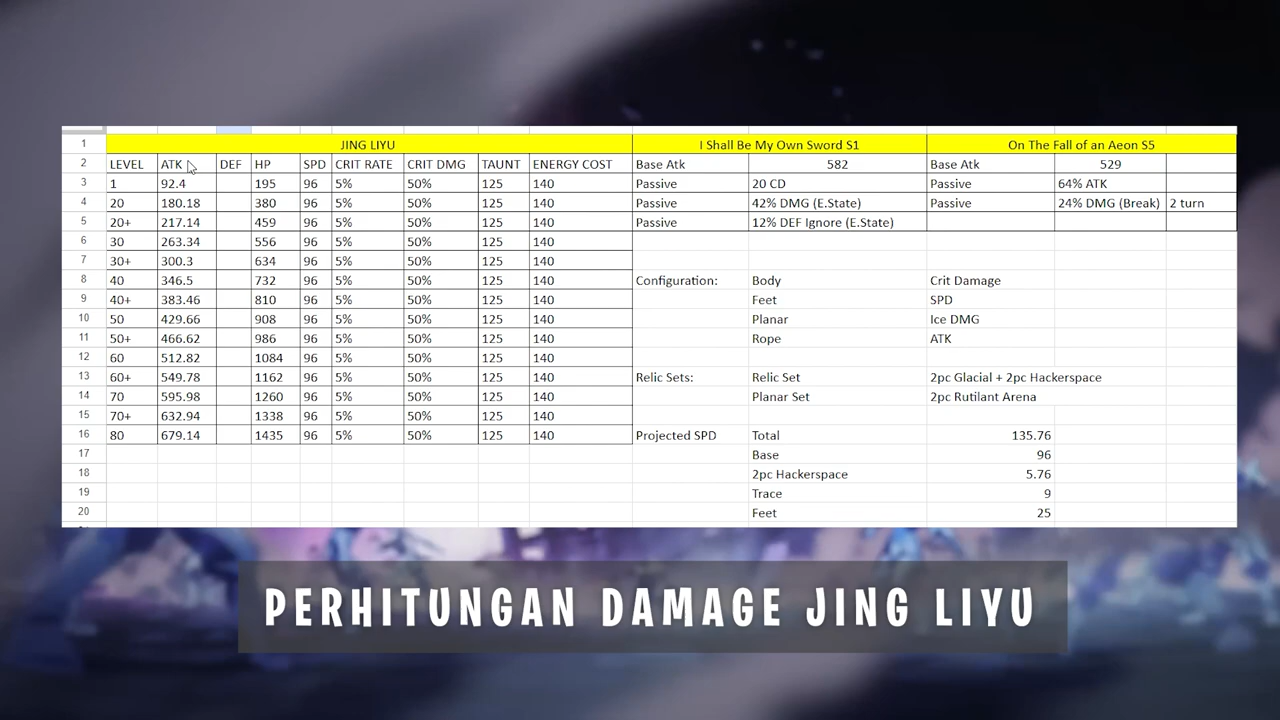 1 JING LIYU I Shall Be My Own Sword S1 On The Fall of an Aeon S5
2 LEVEL ATK DEF HP SPD CRIT RATE CRIT DMG TAUNT ENERGY COST Base Atk 582 Base Atk 529
3 1 92.4 195 96 5% 50% 125 140 Passive 20 CD Passive 64% ATK
4 20 180.18 380 96 5% 50% 125 140 Passive 42% DMG (E.State) Passive 24% DMG (Break) 2 turn
5 20+ 217.14 459 96 5% 50% 125 140 Passive 12% DEF Ignore (E.State)
6 30 263.34 556 96 5% 50% 125 140
7 30+ 300.3 634 96 5% 50% 125 140
8 40 346.5 732 96 5% 50% 125 140 Configuration: Body Crit Damage
9 40+ 383.46 810 96 5% 50% 125 140 Feet SPD
10 50 429.66 908 96 5% 50% 125 140 Planar Ice DMG
11 50+ 466.62 986 96 5% 50% 125 140 Rope ATK
12 60 512.82 1084 96 5% 50% 125 140
13 60+ 549.78 1162 96 5% 50% 125 140 Relic Sets: Relic Set 2pc Glacial + 2pc Hackerspace
14 70 595.98 1260 96 5% 50% 125 140 Planar Set 2pc Rutilant Arena
15 70+ 632.94 1338 96 5% 50% 125 140
16 80 679.14 1435 96 5% 50% 125 140 Projected SPD Total 135.76
17 Base 96
18 2pc Hackerspace 5.76
19 Trace 9
20 Feet 25
PERHITUNGAN DAMAGE JING LIYU